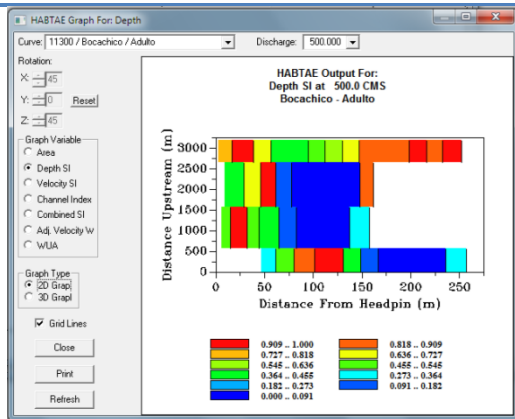 HABTAE Graph For: Depth
Curve: 11300 / Bocachico / Adulto
Discharge: 500.000
Rotation:
X: 45
Y: 0 Reset
Z: 45
Graph Variable
Area
Depth SI
Velocity SI
Channel Index
Combined SI
Adj. Velocity W
WUA
Graph Type
2D Grap
3D Grapl
Grid Lines
Close
Print
Refresh
HABTAE Output For:
Depth SI at 500.0 CMS
Bocachico - Adulto
Distance Upstream (m)
3000
2500
2000
1500
1000
500
0
0 50 100 150 200 250
Distance From Headpin (m)
0.909 .. 1.000 0.818 .. 0.909
0.727 .. 0.818 0.636 .. 0.727
0.545 .. 0.636 0.455 .. 0.545
0.364 .. 0.455 0.273 .. 0.364
0.182 .. 0.273 0.091 .. 0.182
0.000 .. 0.091